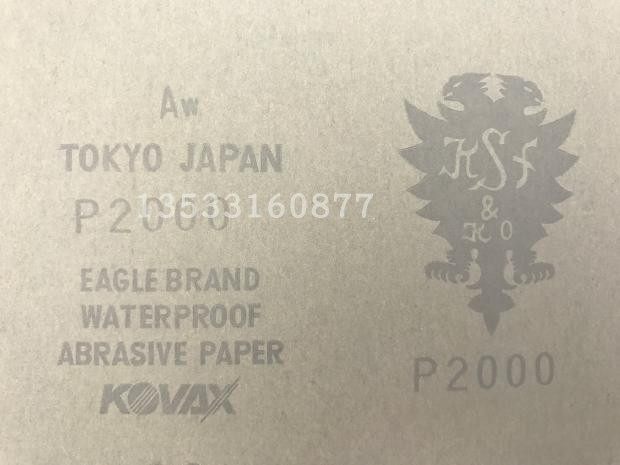 Aw
TOKYO JAPAN
P2000
13533160877
EAGLE BRAND
WATERPROOF
ABRASIVE PAPER
KOVAX
KSF
&
KO
P2000